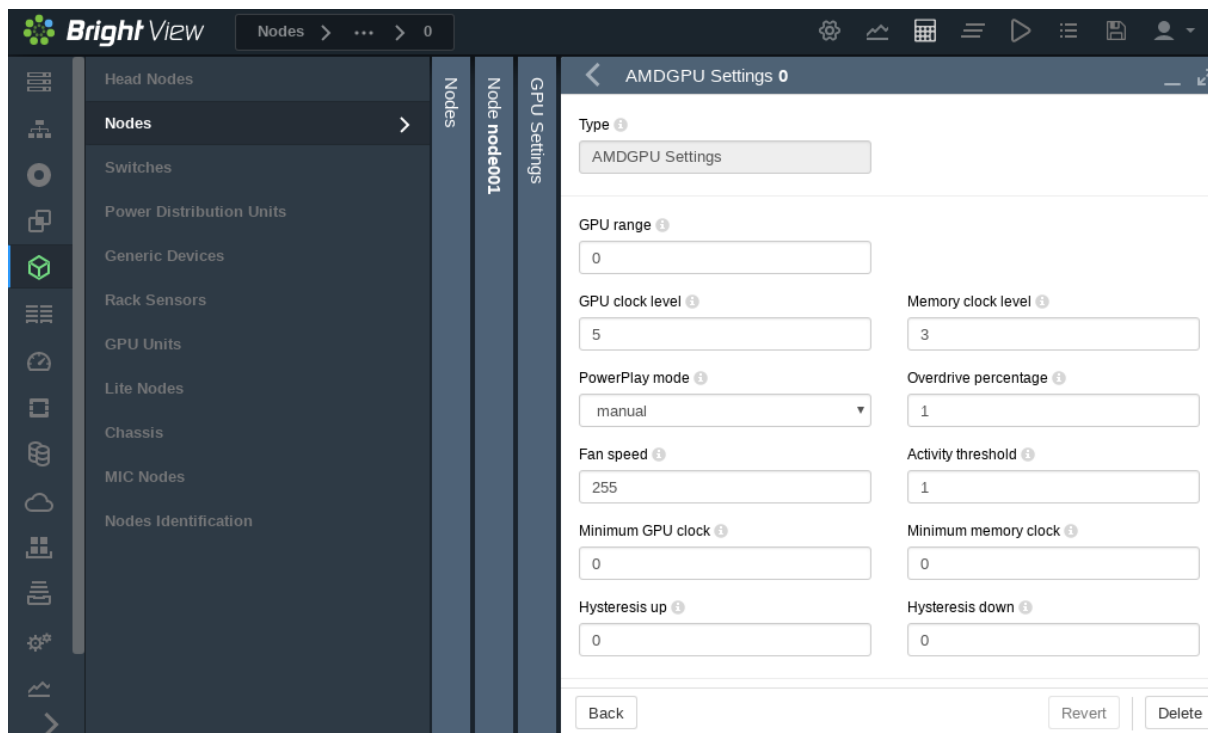 Bright View
Nodes ... 0
Head Nodes
Nodes
Switches
Power Distribution Units
Generic Devices
Rack Sensors
GPU Units
Lite Nodes
Chassis
MIC Nodes
Nodes Identification
Nodes
Node node001
GPU Settings
AMDGPU Settings 0
Type
AMDGPU Settings
GPU range
0
GPU clock level
Memory clock level
5
3
PowerPlay mode
Overdrive percentage
manual
1
Fan speed
Activity threshold
255
1
Minimum GPU clock
Minimum memory clock
0
0
Hysteresis up
Hysteresis down
0
0
Back
Revert
Delete